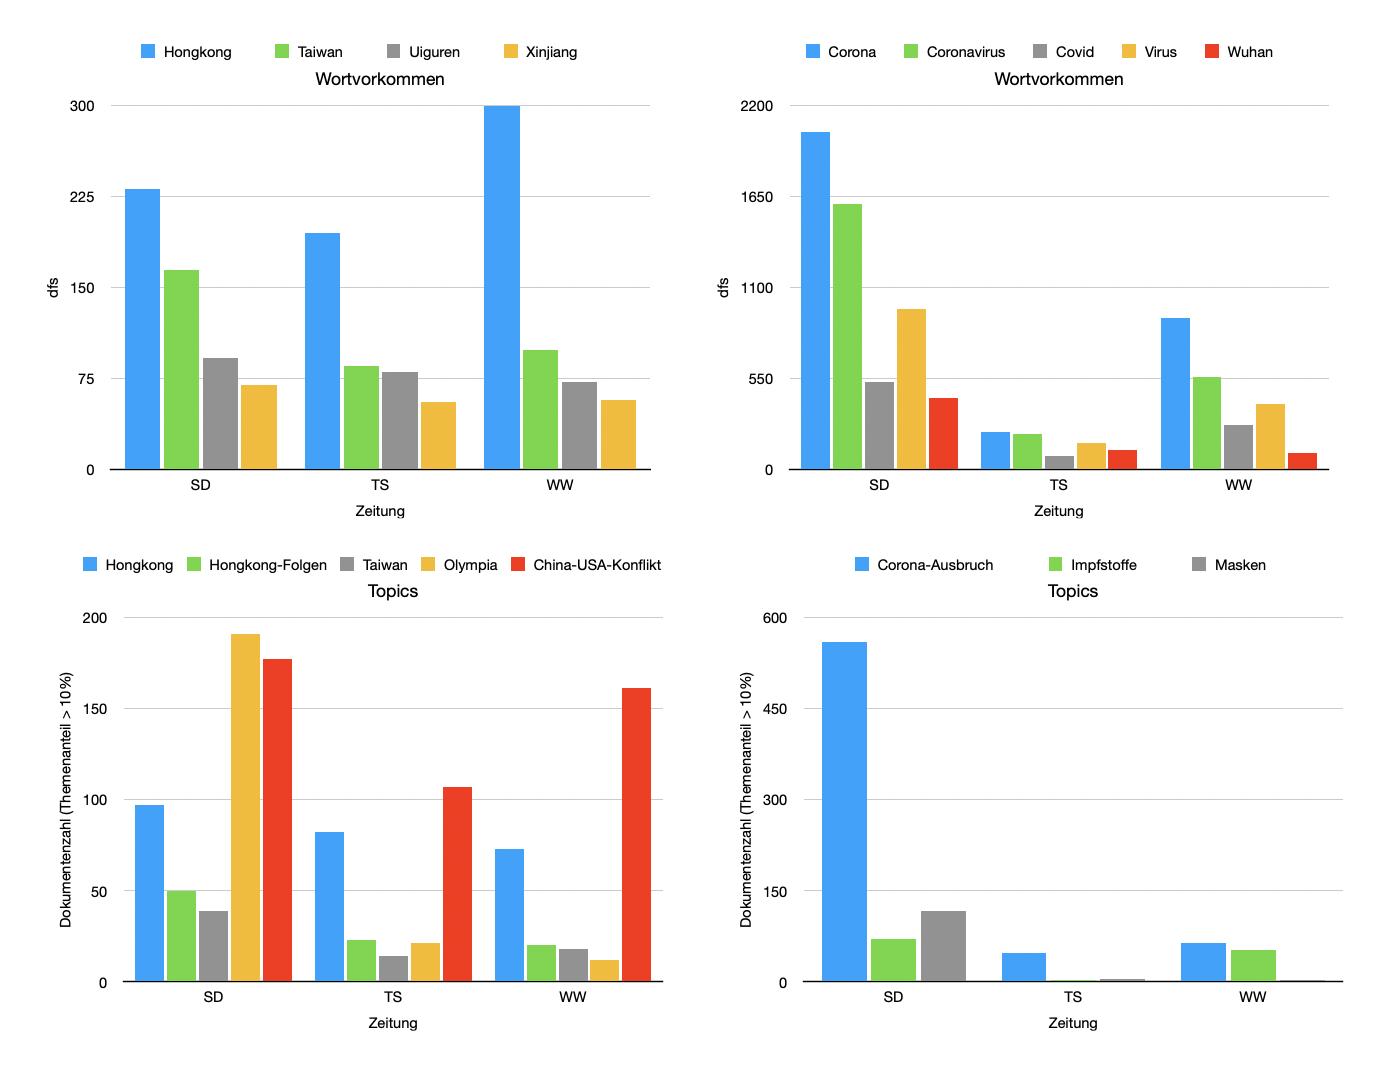 Hongkong Taiwan Uiguren Xinjiang
Wortvorkommen
300
225
150
75
0
dfs
SD TS WW
Zeitung
Corona Coronavirus Covid Virus Wuhan
Wortvorkommen
2200
1650
1100
550
0
dfs
SD TS WW
Zeitung
Hongkong Hongkong-Folgen Taiwan Olympia China-USA-Konflikt
Topics
200
150
100
50
0
Dokumentenzahl (Themenanteil > 10%)
SD TS WW
Zeitung
Corona-Ausbruch Impfstoffe Masken
Topics
600
450
300
150
0
Dokumentenzahl (Themenanteil > 10%)
SD TS WW
Zeitung